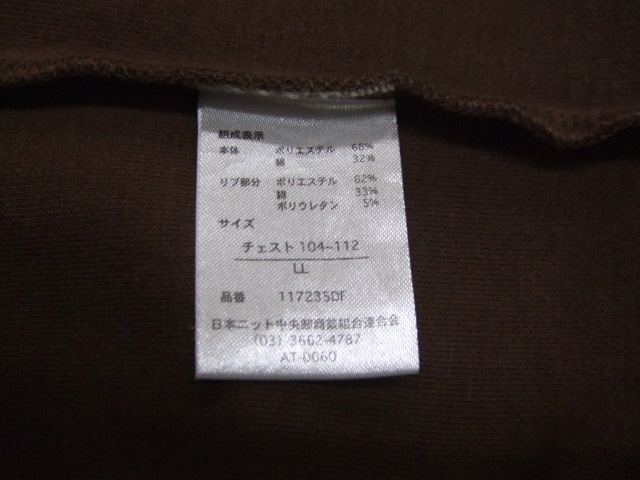 組成表示
本体 ポリエステル 68%
綿 32%
リブ部分 ポリエステル 62%
綿 33%
ポリウレタン 5%
サイズ
チェスト 104~112
LL
品番 117235DF
日本ニット中央卸商業組合連合会
(03) 3662-4787
AT-0060